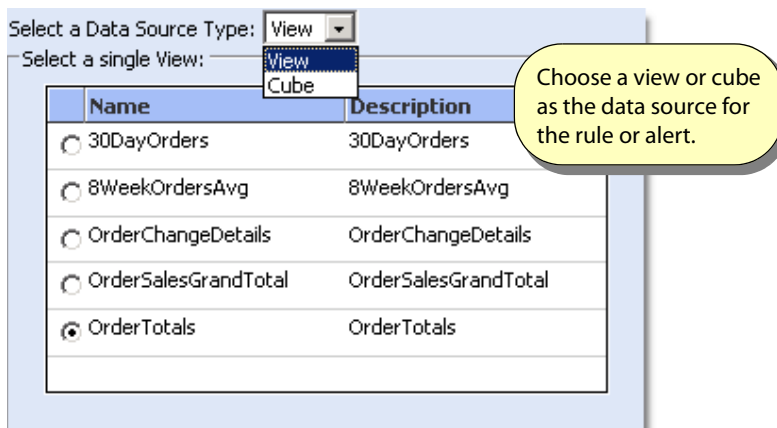 Select a Data Source Type: View
View
Cube
Select a single View:
Name Description
30DayOrders 30DayOrders
8WeekOrdersAvg 8WeekOrdersAvg
OrderChangeDetails OrderChangeDetails
OrderSalesGrandTotal OrderSalesGrandTotal
OrderTotals OrderTotals
Choose a view or cube
as the data source for
the rule or alert.